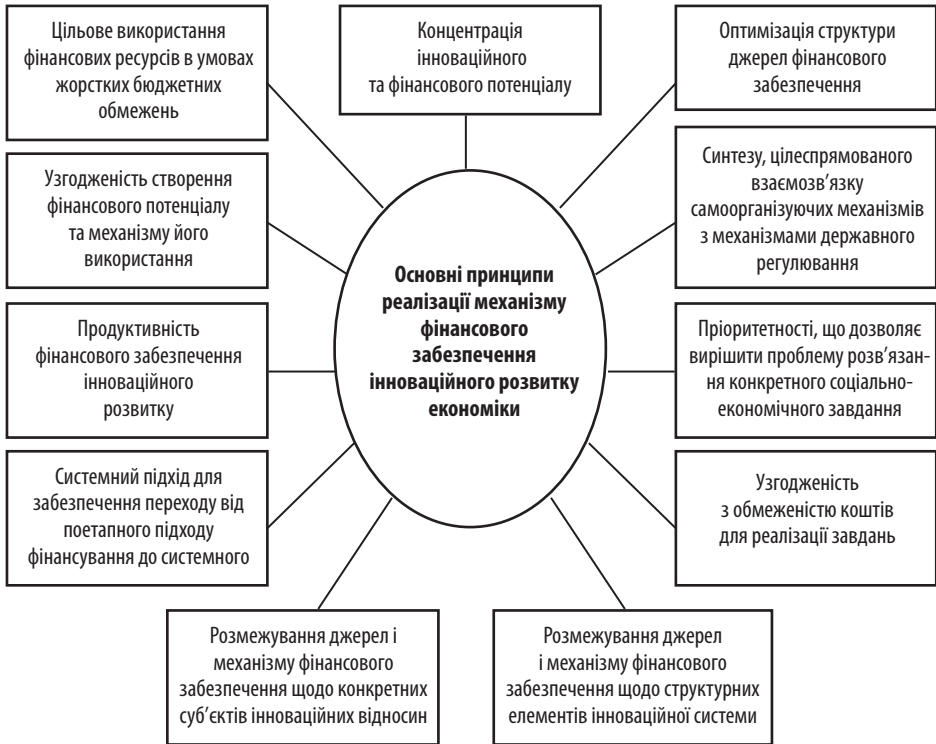 Цільове використання
фінансових ресурсів в умовах
жорстких бюджетних
обмежень
Концентрація
інноваційного
та фінансового потенціалу
Оптимізація структури
джерел фінансового
забезпечення
Узгодженість створення
фінансового потенціалу
та механізму його
використання
Синтезу, цілеспрямованого
взаємозв’язку
самоорганізуючих механізмів
з механізмами державного
регулювання
Основні принципи
реалізації механізму
фінансового
забезпечення
інноваційного розвитку
економіки
Продуктивність
фінансового забезпечення
інноваційного
розвитку
Пріоритетності, що дозволяє
вирішити проблему розв’язан-
ня конкретного соціально-
економічного завдання
Системний підхід для
забезпечення переходу від
поетапного підходу
фінансування до системного
Узгодженість
з обмеженістю коштів
для реалізації завдань
Розмежування джерел і
механізму фінансового
забезпечення щодо конкретних
суб’єктів інноваційних відносин
Розмежування джерел
і механізму фінансового
забезпечення щодо структурних
елементів інноваційної системи